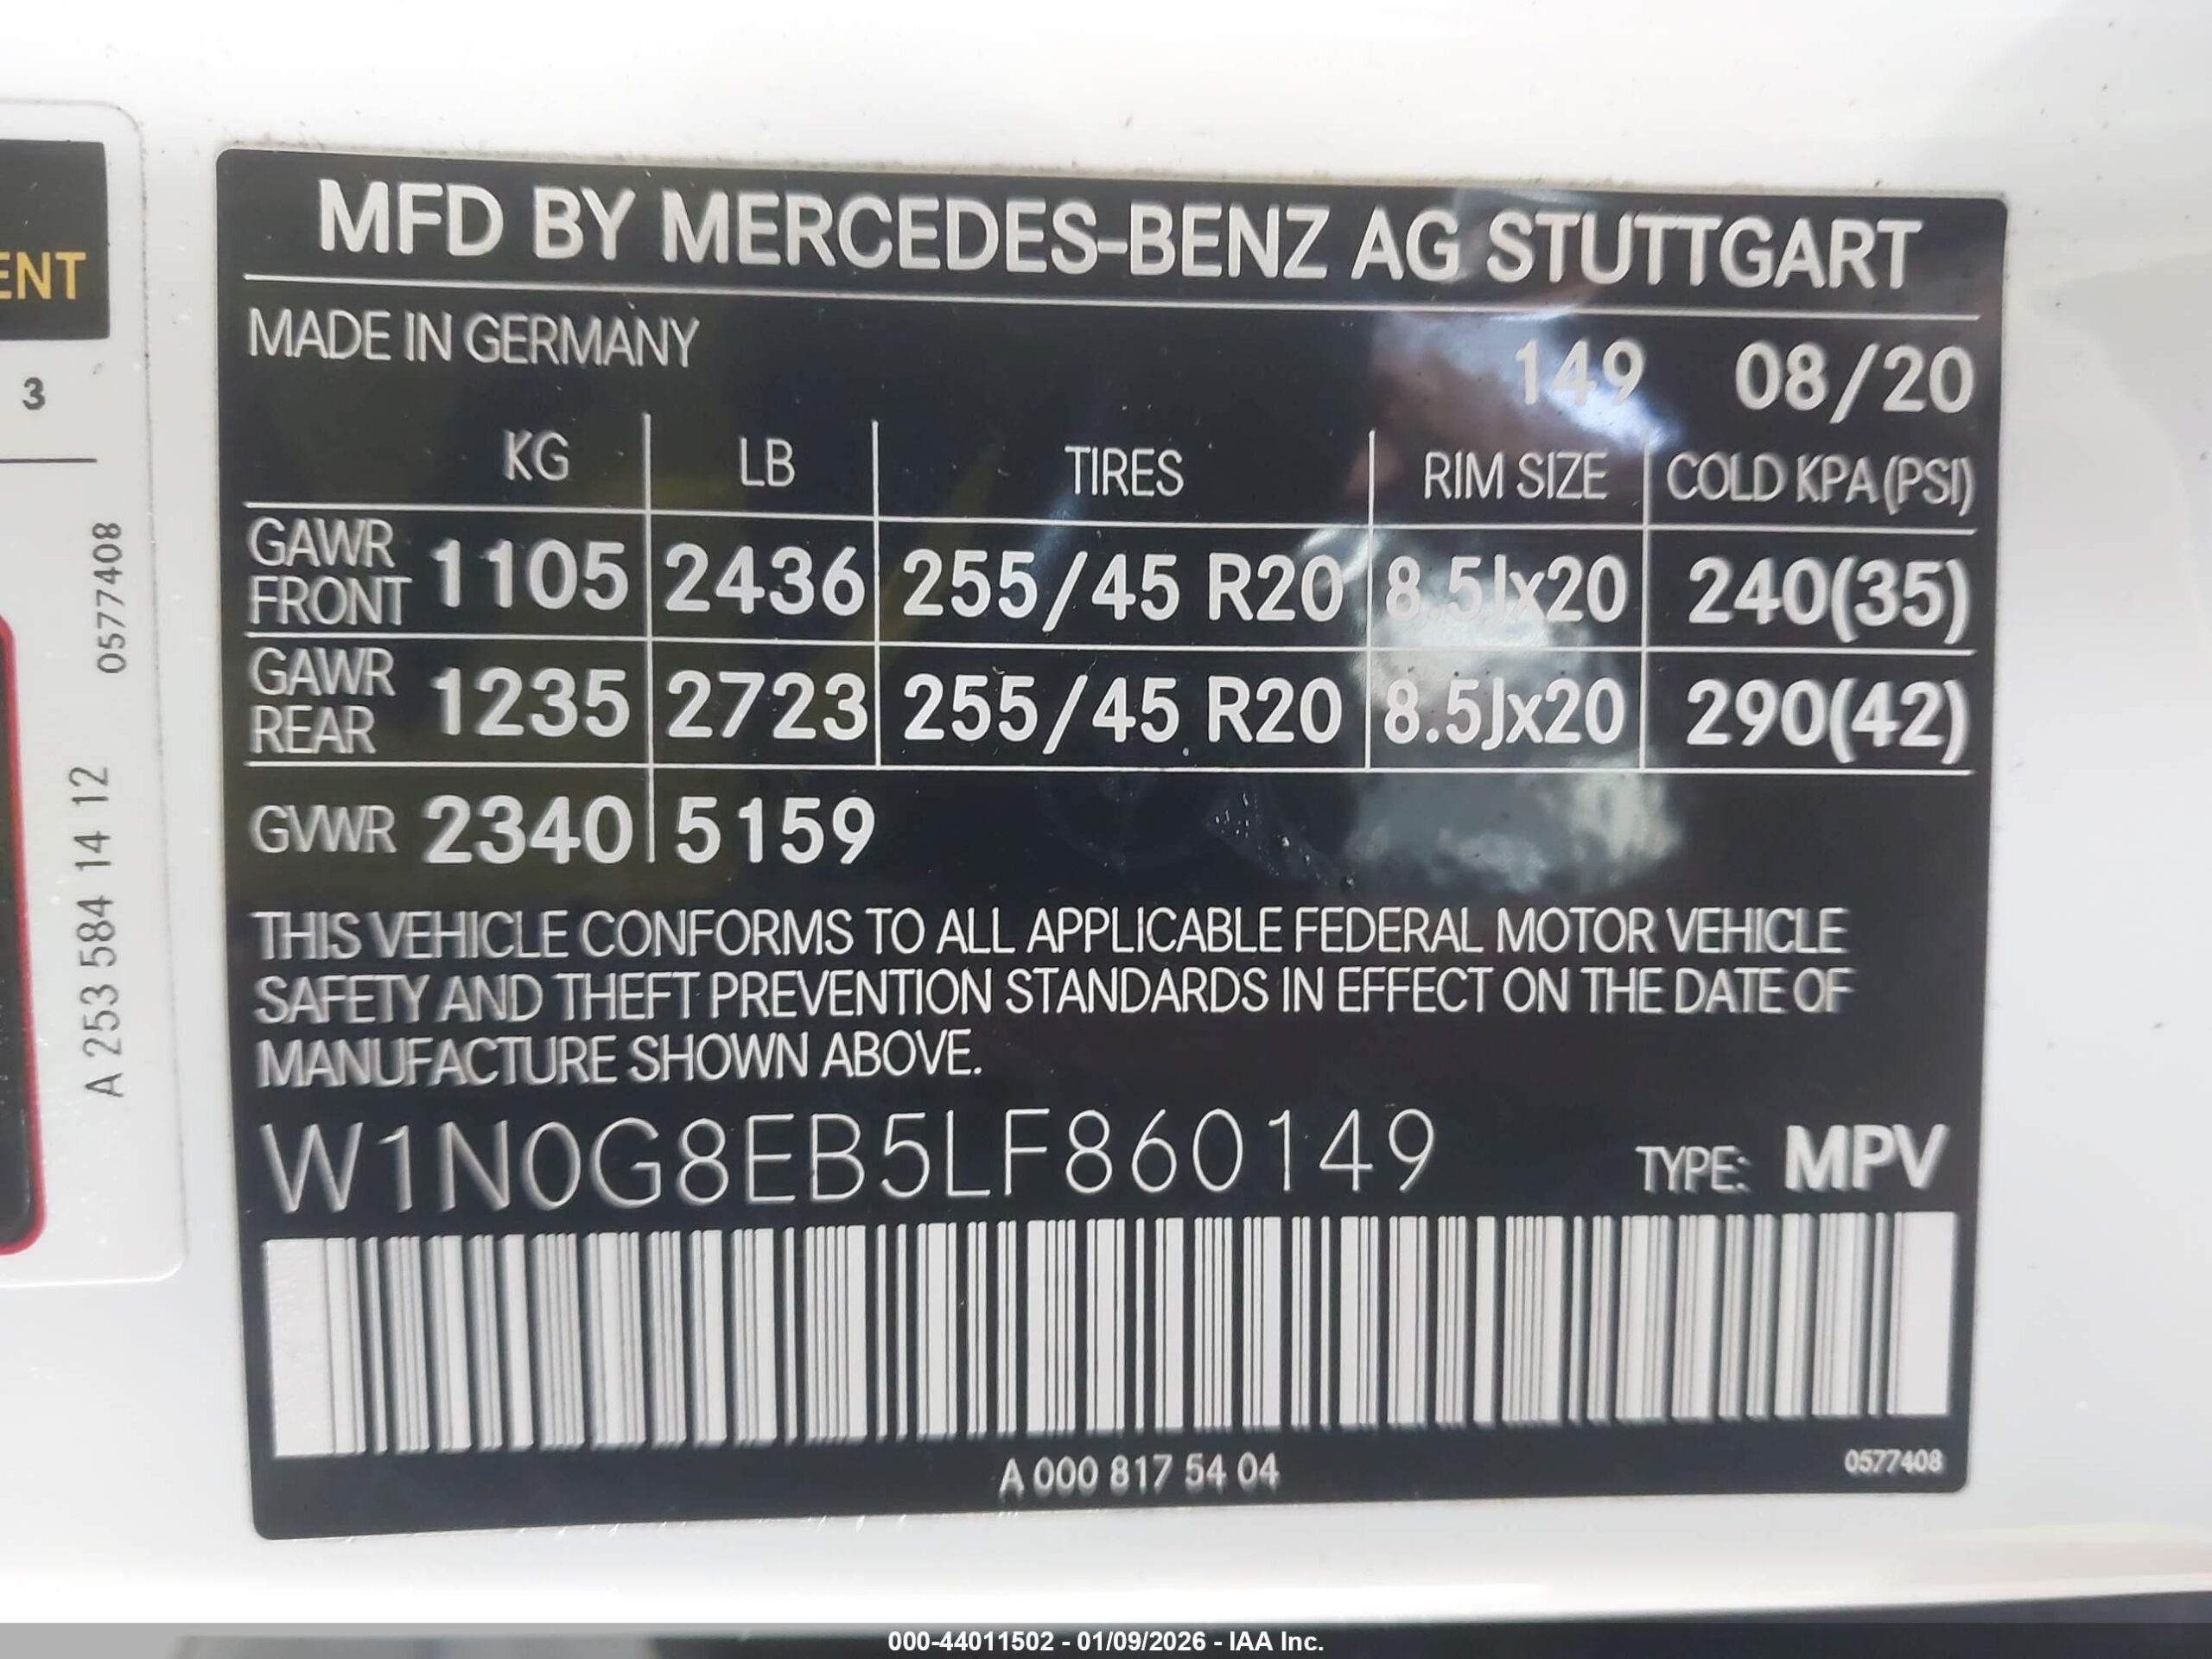 ENT
3
0577408
A 253 584 14 12
MFD BY MERCEDES-BENZ AG STUTTGART
MADE IN GERMANY 149 08/20
KG LB TIRES RIM SIZE COLD KPA (PSI)
GAWR FRONT 1105 2436 255/45 R20 8.5Jx20 240(35)
GAWR REAR 1235 2723 255/45 R20 8.5Jx20 290(42)
GVWR 2340 5159
THIS VEHICLE CONFORMS TO ALL APPLICABLE FEDERAL MOTOR VEHICLE
SAFETY AND THEFT PREVENTION STANDARDS IN EFFECT ON THE DATE OF
MANUFACTURE SHOWN ABOVE.
W1N0G8EB5LF860149 TYPE: MPV
A 000 817 54 04 0577408
000-44011502 - 01/09/2026 - IAA Inc.